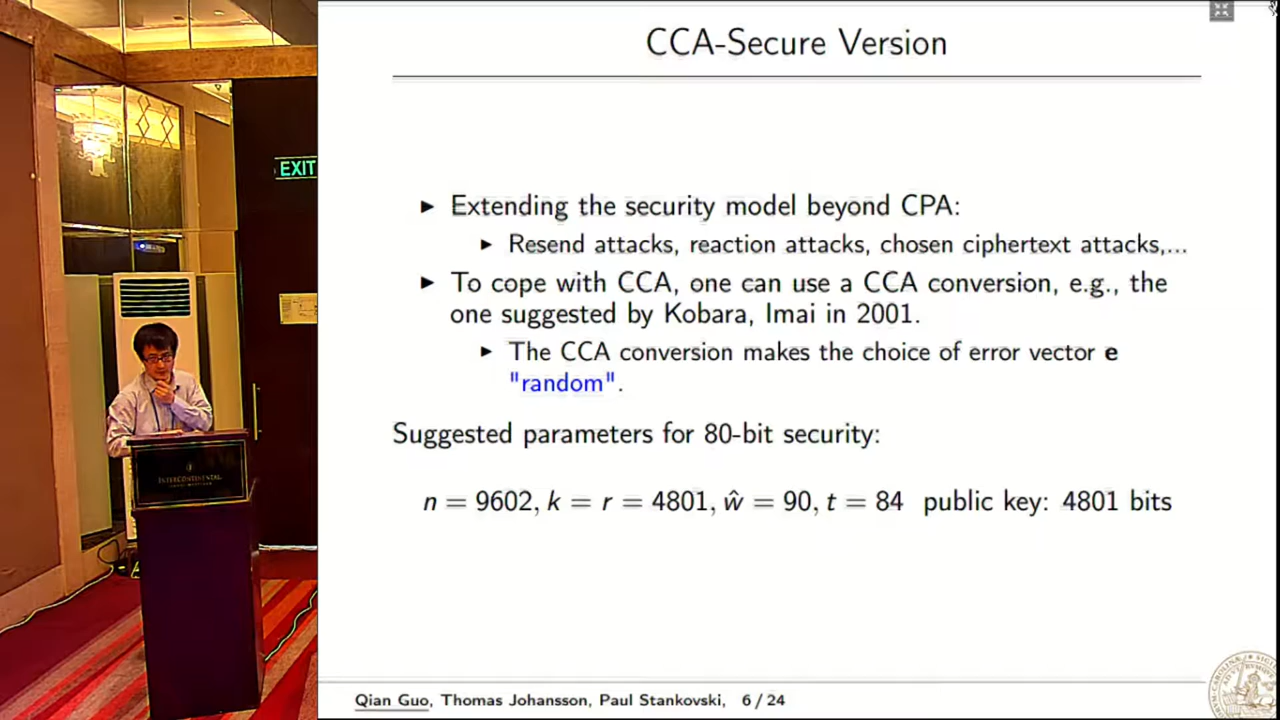 CCA-Secure Version
EXIT
▶ Extending the security model beyond CPA:
▶ Resend attacks, reaction attacks, chosen ciphertext attacks,...
▶ To cope with CCA, one can use a CCA conversion, e.g., the
one suggested by Kobara, Imai in 2001.
▶ The CCA conversion makes the choice of error vector e
"random".
Suggested parameters for 80-bit security:
n = 9602, k = r = 4801, ŵ = 90, t = 84 public key: 4801 bits
INTERCONTINENTAL
Qian Guo, Thomas Johansson, Paul Stankovski, 6 / 24